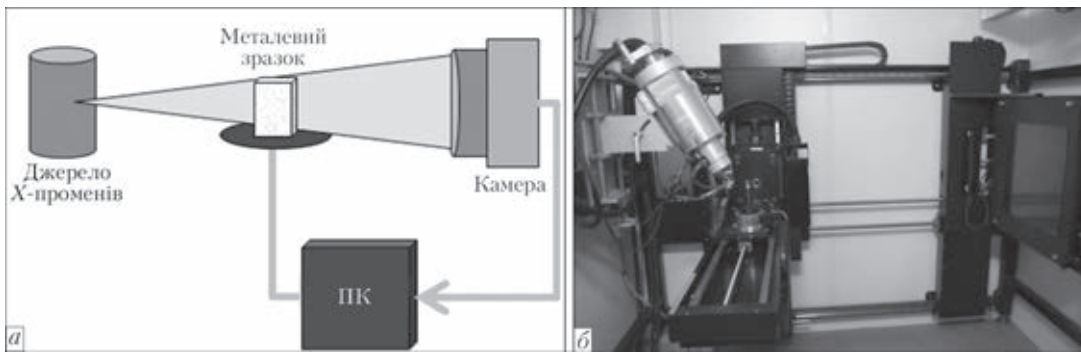 Металевий
зразок
Джерело
X-променів
Камера
ПК
а
б